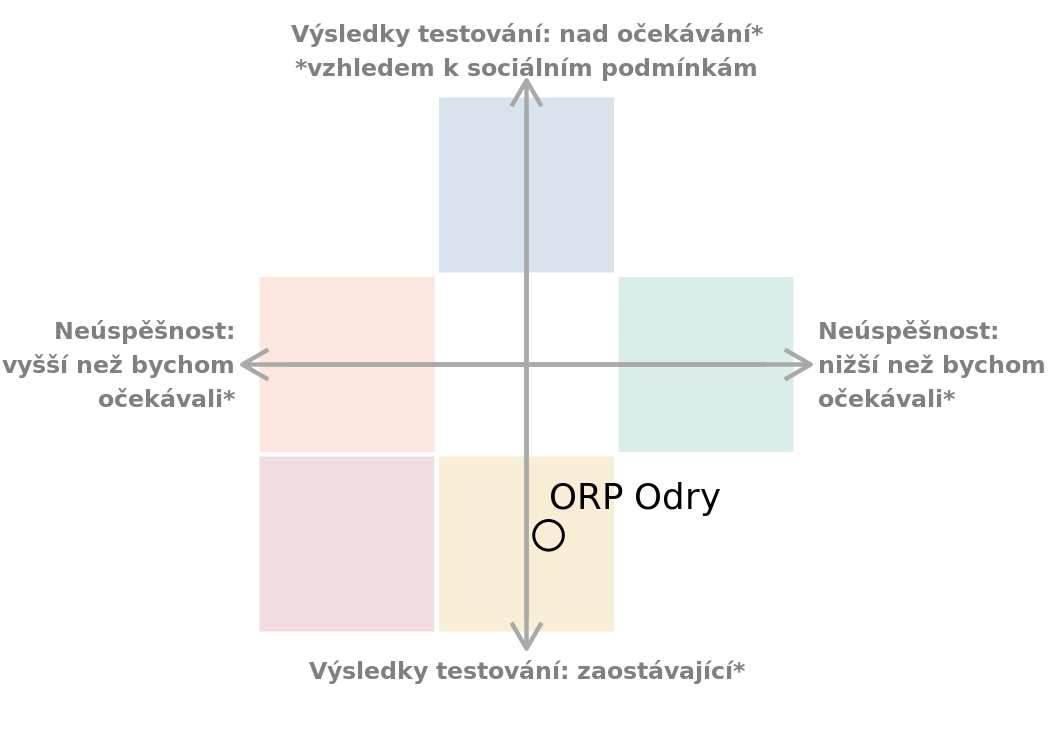 Výsledky testování: nad očekávání*
*vzhledem k sociálním podmínkám
Neúspěšnost:
vyšší než bychom
očekávali*
Neúspěšnost:
nižší než bychom
očekávali*
ORP Odry
Výsledky testování: zaostávající*